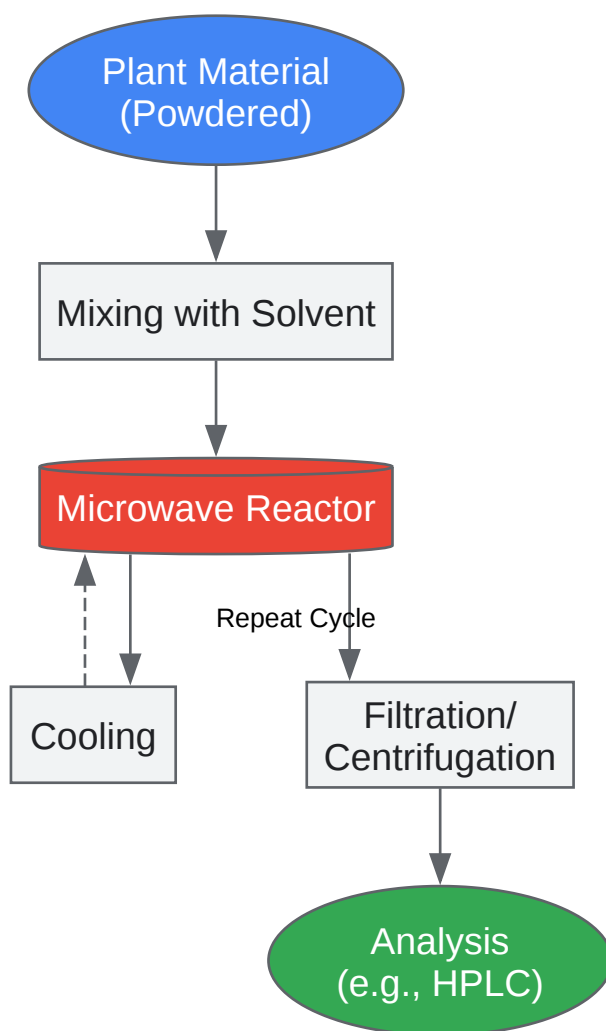 Plant Material
(Powdered)
Mixing with Solvent
Microwave Reactor
Repeat Cycle
Cooling
Filtration/
Centrifugation
Analysis
(e.g., HPLC)